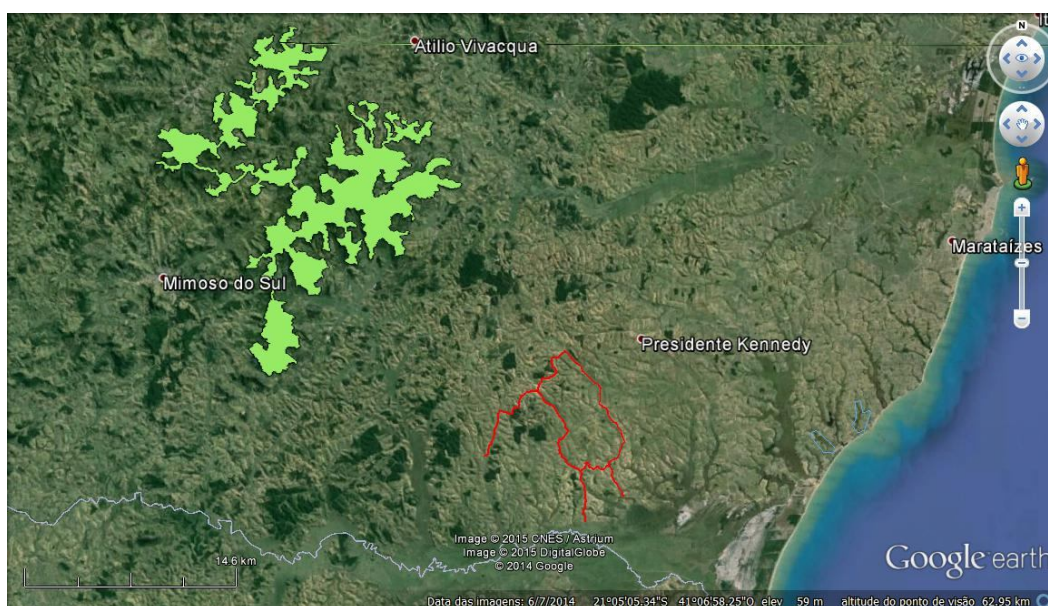 It
N
Atilio Vivacqua
Marataízes
Mimoso do Sul
Presidente Kennedy
Image © 2015 CNES / Astrium
Image © 2015 DigitalGlobe
© 2014 Google
14.6 km
Google earth
Data das imagens: 6/7/2014 21°05'05.34"S 41°06'58.25"O elev 59 m altitude do ponto de visão 62.95 km